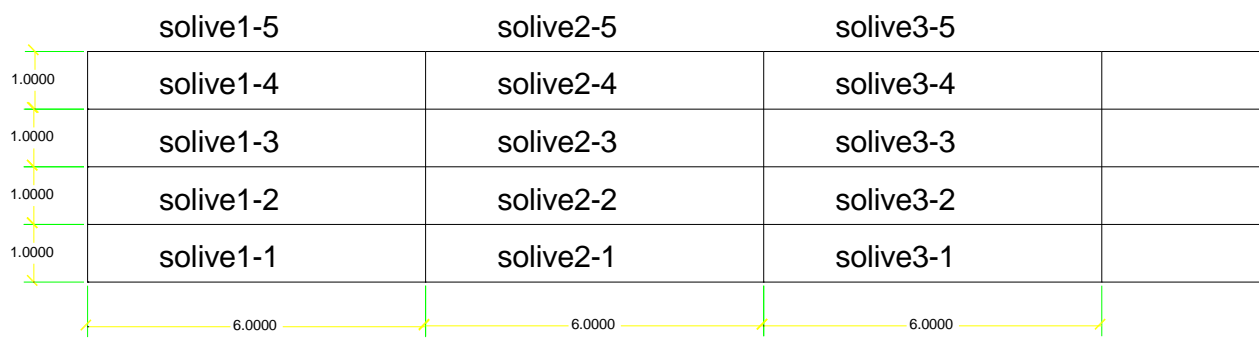 solive1-5 solive2-5 solive3-5
1.0000 solive1-4 solive2-4 solive3-4
1.0000 solive1-3 solive2-3 solive3-3
1.0000 solive1-2 solive2-2 solive3-2
1.0000 solive1-1 solive2-1 solive3-1
6.0000 6.0000 6.0000